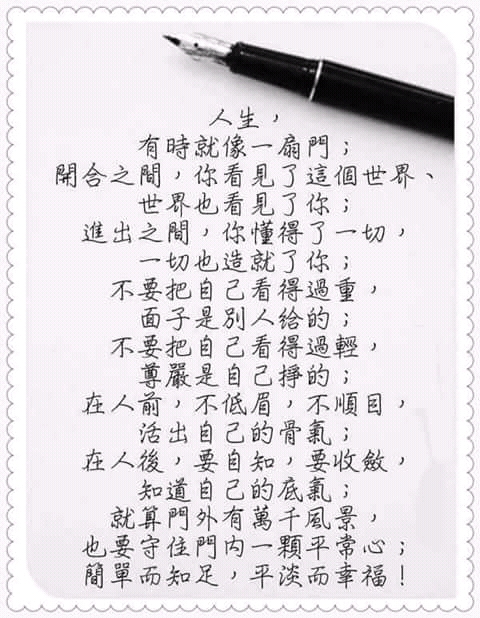 人生，
有時就像一扇門；
開合之間，你看見了這個世界、
世界也看見了你；
進出之間，你懂得了一切，
一切也造就了你；
不要把自己看得過重，
面子是別人给的；
不要把自己看得過輕，
尊嚴是自己掙的；
在人前，不低眉，不順目，
活出自己的骨氣；
在人後，要自知，要收斂，
知道自己的底氣；
就算門外有萬千風景，
也要守住門內一顆平常心；
簡單而知足，平淡而幸福！